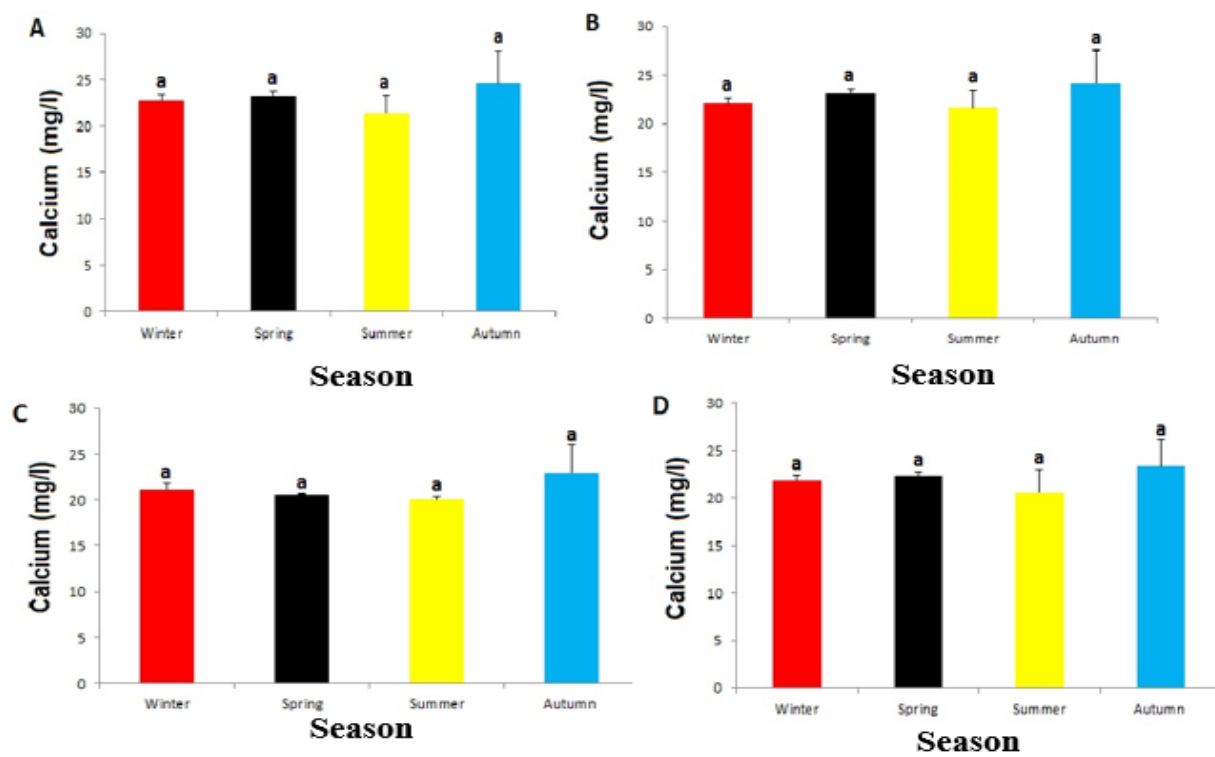 A
Calcium (mg/l)
30
25
20
15
10
5
0
a
a
a
a
Winter
Spring
Summer
Autumn
Season
B
Calcium (mg/l)
30
25
20
15
10
5
0
a
a
a
a
Winter
Spring
Summer
Autumn
Season
C
Calcium (mg/l)
30
25
20
15
10
5
0
a
a
a
a
Winter
Spring
Summer
Autumn
Season
D
Calcium (mg/l)
30
25
20
15
10
5
0
a
a
a
a
Winter
Spring
Summer
Autumn
Season